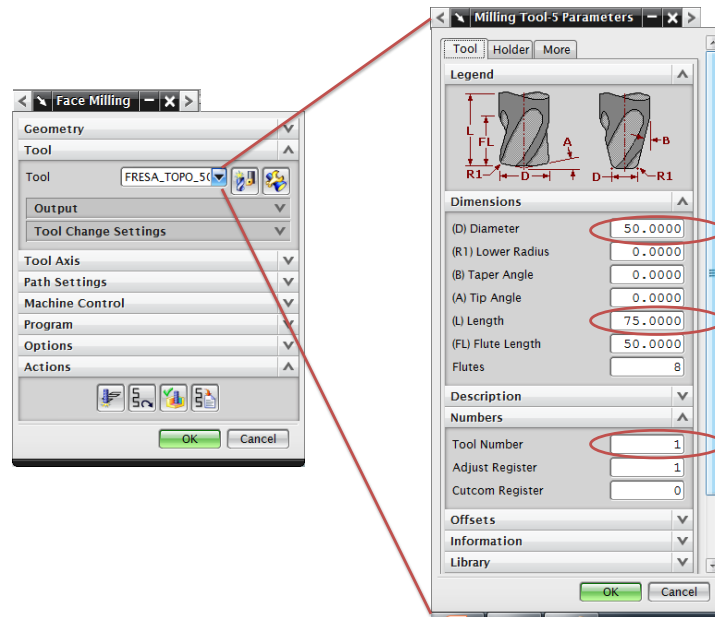 Face Milling
Geometry
Tool
Tool FRESA_TOPO_5(
Output
Tool Change Settings
Tool Axis
Path Settings
Machine Control
Program
Options
Actions
OK Cancel
Milling Tool-5 Parameters
Tool Holder More
Legend
L
FL
A
B
R1
D
D
R1
Dimensions
(D) Diameter 50.0000
(R1) Lower Radius 0.0000
(B) Taper Angle 0.0000
(A) Tip Angle 0.0000
(L) Length 75.0000
(FL) Flute Length 50.0000
Flutes 8
Description
Numbers
Tool Number 1
Adjust Register 1
Cutcom Register 0
Offsets
Information
Library
OK Cancel